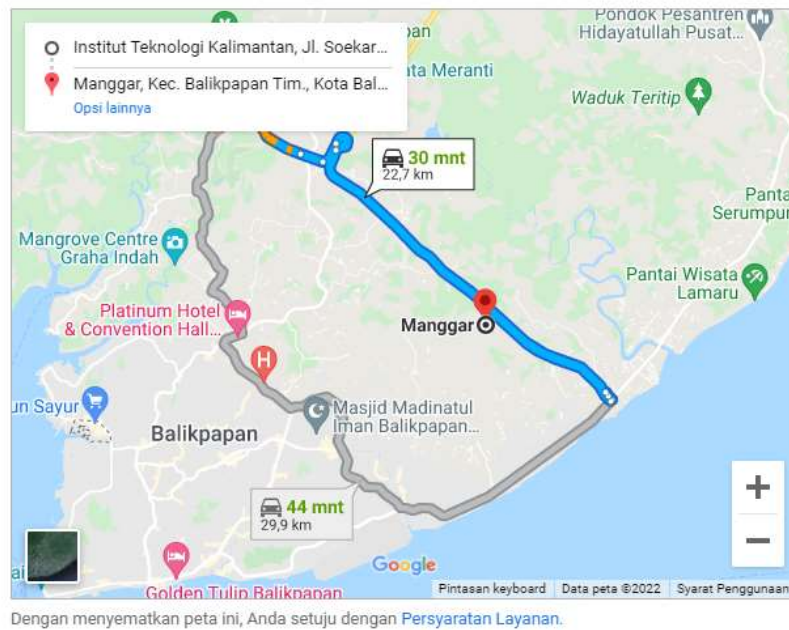 Institut Teknologi Kalimantan, Jl. Soekar...
Manggar, Kec. Balikpapan Tim., Kota Bal...
Opsi lainnya
Pondok Pesantren
Hidayatullah Pusat...
Meranti
Waduk Teritip
30 mnt
22,7 km
Pantai
Serumpun
Mangrove Centre
Graha Indah
Pantai Wisata
Lamaru
Platinum Hotel
& Convention Hall...
Manggar
H
un Sayur
Balikpapan
Masjid Madinatul
Iman Balikpapan...
44 mnt
29,9 km
+
−
Google
Golden Tulip Balikpapan
Pintasan keyboard
Data peta ©2022
Syarat Penggunaan
Dengan menyematkan peta ini, Anda setuju dengan Persyaratan Layanan.